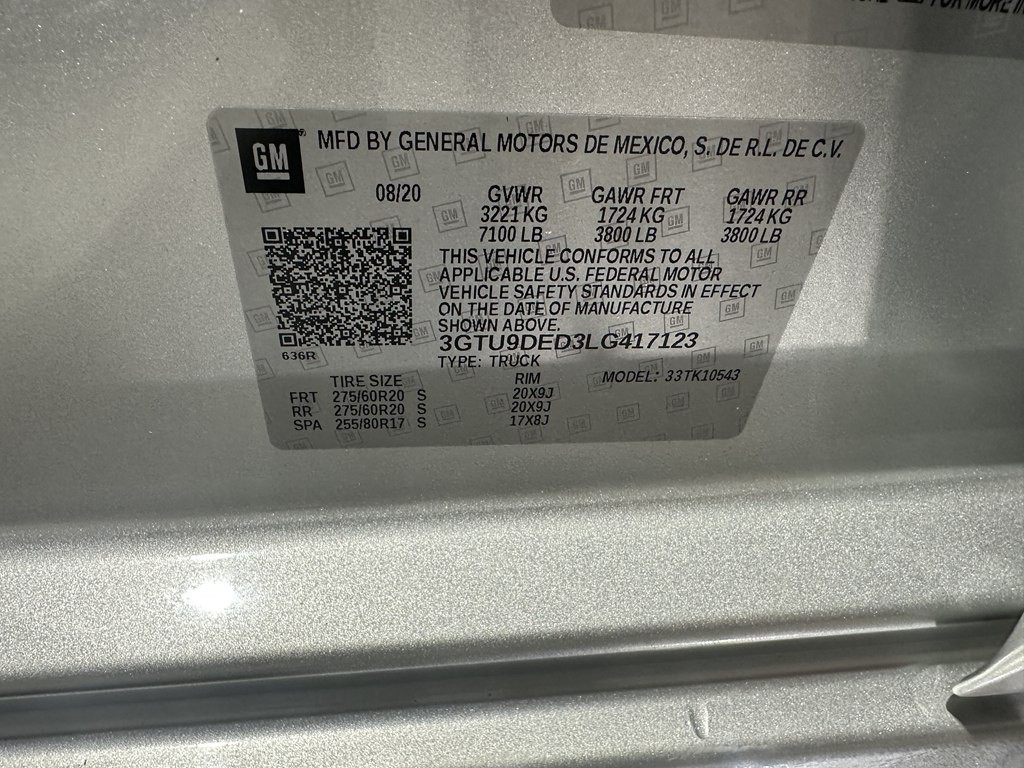 FOR MORE
GM
MFD BY GENERAL MOTORS DE MEXICO, S. DE R.L. DE C.V.
08/20 GVWR GAWR FRT GAWR RR
3221 KG 1724 KG 1724 KG
7100 LB 3800 LB 3800 LB
THIS VEHICLE CONFORMS TO ALL
APPLICABLE U.S. FEDERAL MOTOR
VEHICLE SAFETY STANDARDS IN EFFECT
ON THE DATE OF MANUFACTURE
SHOWN ABOVE.
3GTU9DED3LG417123
636R
TYPE: TRUCK
TIRE SIZE RIM MODEL: 33TK10543
FRT 275/60R20 S 20X9J
RR 275/60R20 S 20X9J
SPA 255/80R17 S 17X8J